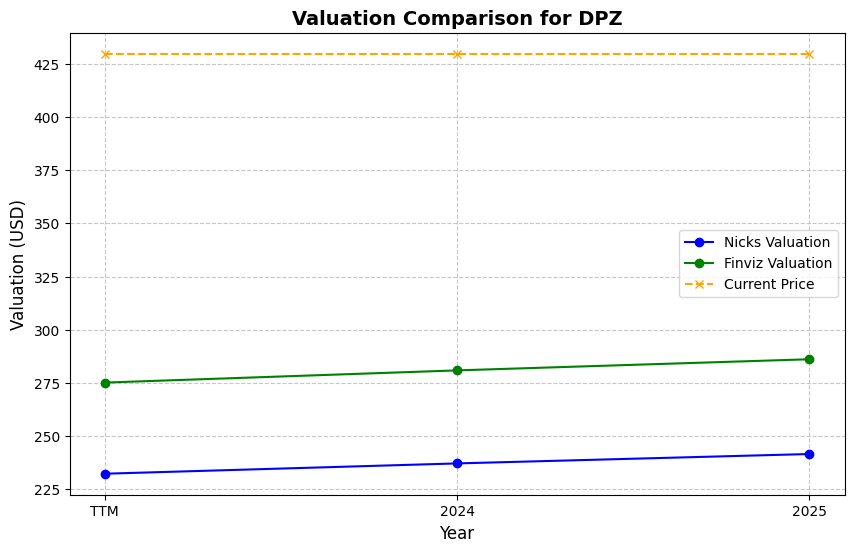 Valuation Comparison for DPZ
Valuation (USD)
425
400
375
350
325
300
275
250
225
Nicks Valuation
Finviz Valuation
Current Price
TTM
2024
2025
Year